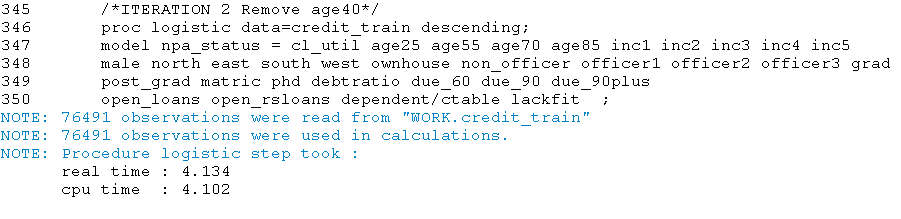 345 /*ITERATION 2 Remove age40*/
346 proc logistic data=credit_train descending;
347 model npa_status = cl_util age25 age55 age70 age85 inc1 inc2 inc3 inc4 inc5
348 male north east south west ownhouse non_officer officer1 officer2 officer3 grad
349 post_grad matric phd debtratio due_60 due_90 due_90plus
350 open_loans open_rsloans dependent/ctable lackfit ;
NOTE: 76491 observations were read from "WORK.credit_train"
NOTE: 76491 observations were used in calculations.
NOTE: Procedure logistic step took :
real time : 4.134
cpu time : 4.102